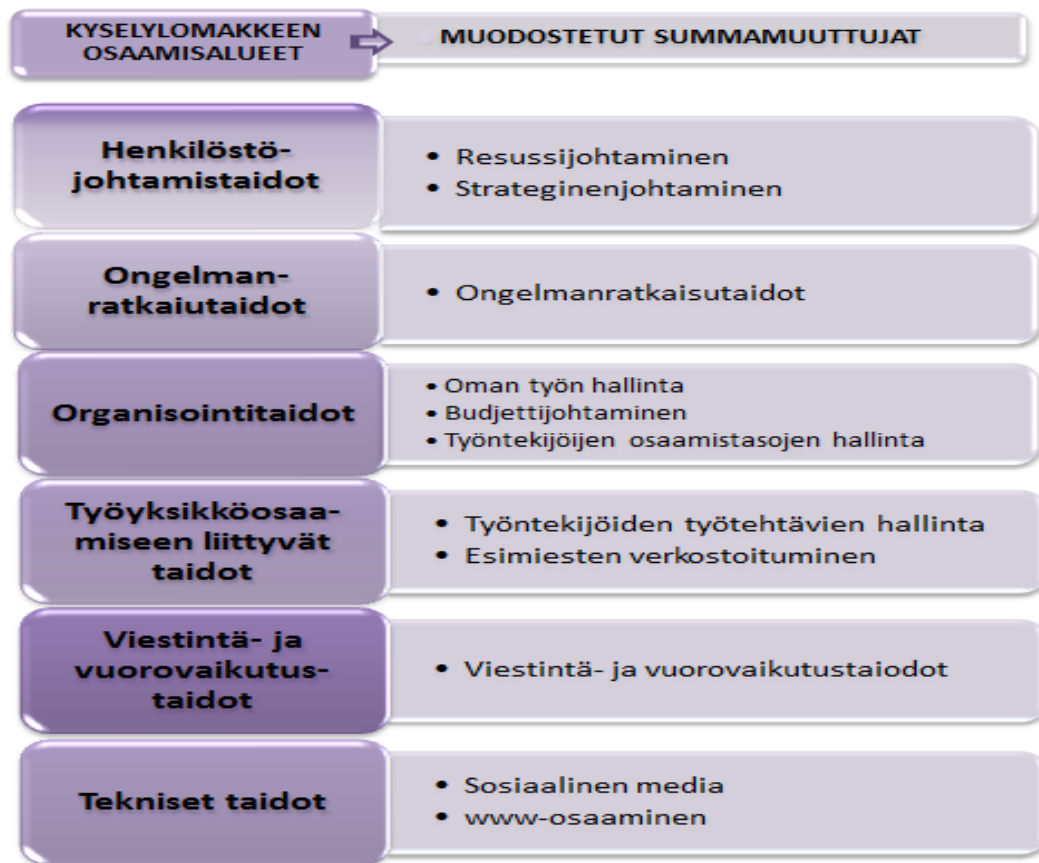 KYSELYLOMAKKEEN
OSAAMISALUEET
• MUODOSTETUT SUMMAMUUTTUJAT
Henkilöstö-
johtamistaidot
• Resussijohtaminen
• Strateginenjohtaminen
Ongelman-
ratkaiutaidot
• Ongelmanratkaisutaidot
Organisointitaidot
• Oman työn hallinta
• Budjettijohtaminen
• Työntekijöijen osaamistasojen hallinta
Työyksikköosaa-
miseen liittyvät
taidot
• Työntekijöiden työtehtävien hallinta
• Esimiesten verkostoituminen
Viestintä- ja
vuorovaikutus-
taidot
• Viestintä- ja vuorovaikutustaiodot
Tekniset taidot
• Sosiaalinen media
• www-osaaminen